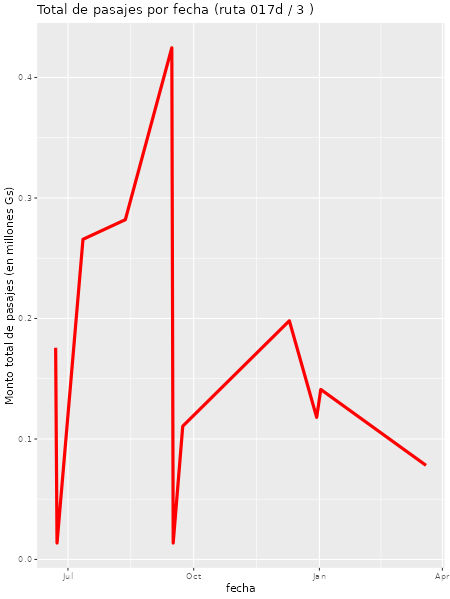 Total de pasajes por fecha (ruta 017d / 3 )
Monto total de pasajes (en millones Gs)
0.4
0.3
0.2
0.1
0.0
Jul
Oct
Jan
Apr
fecha